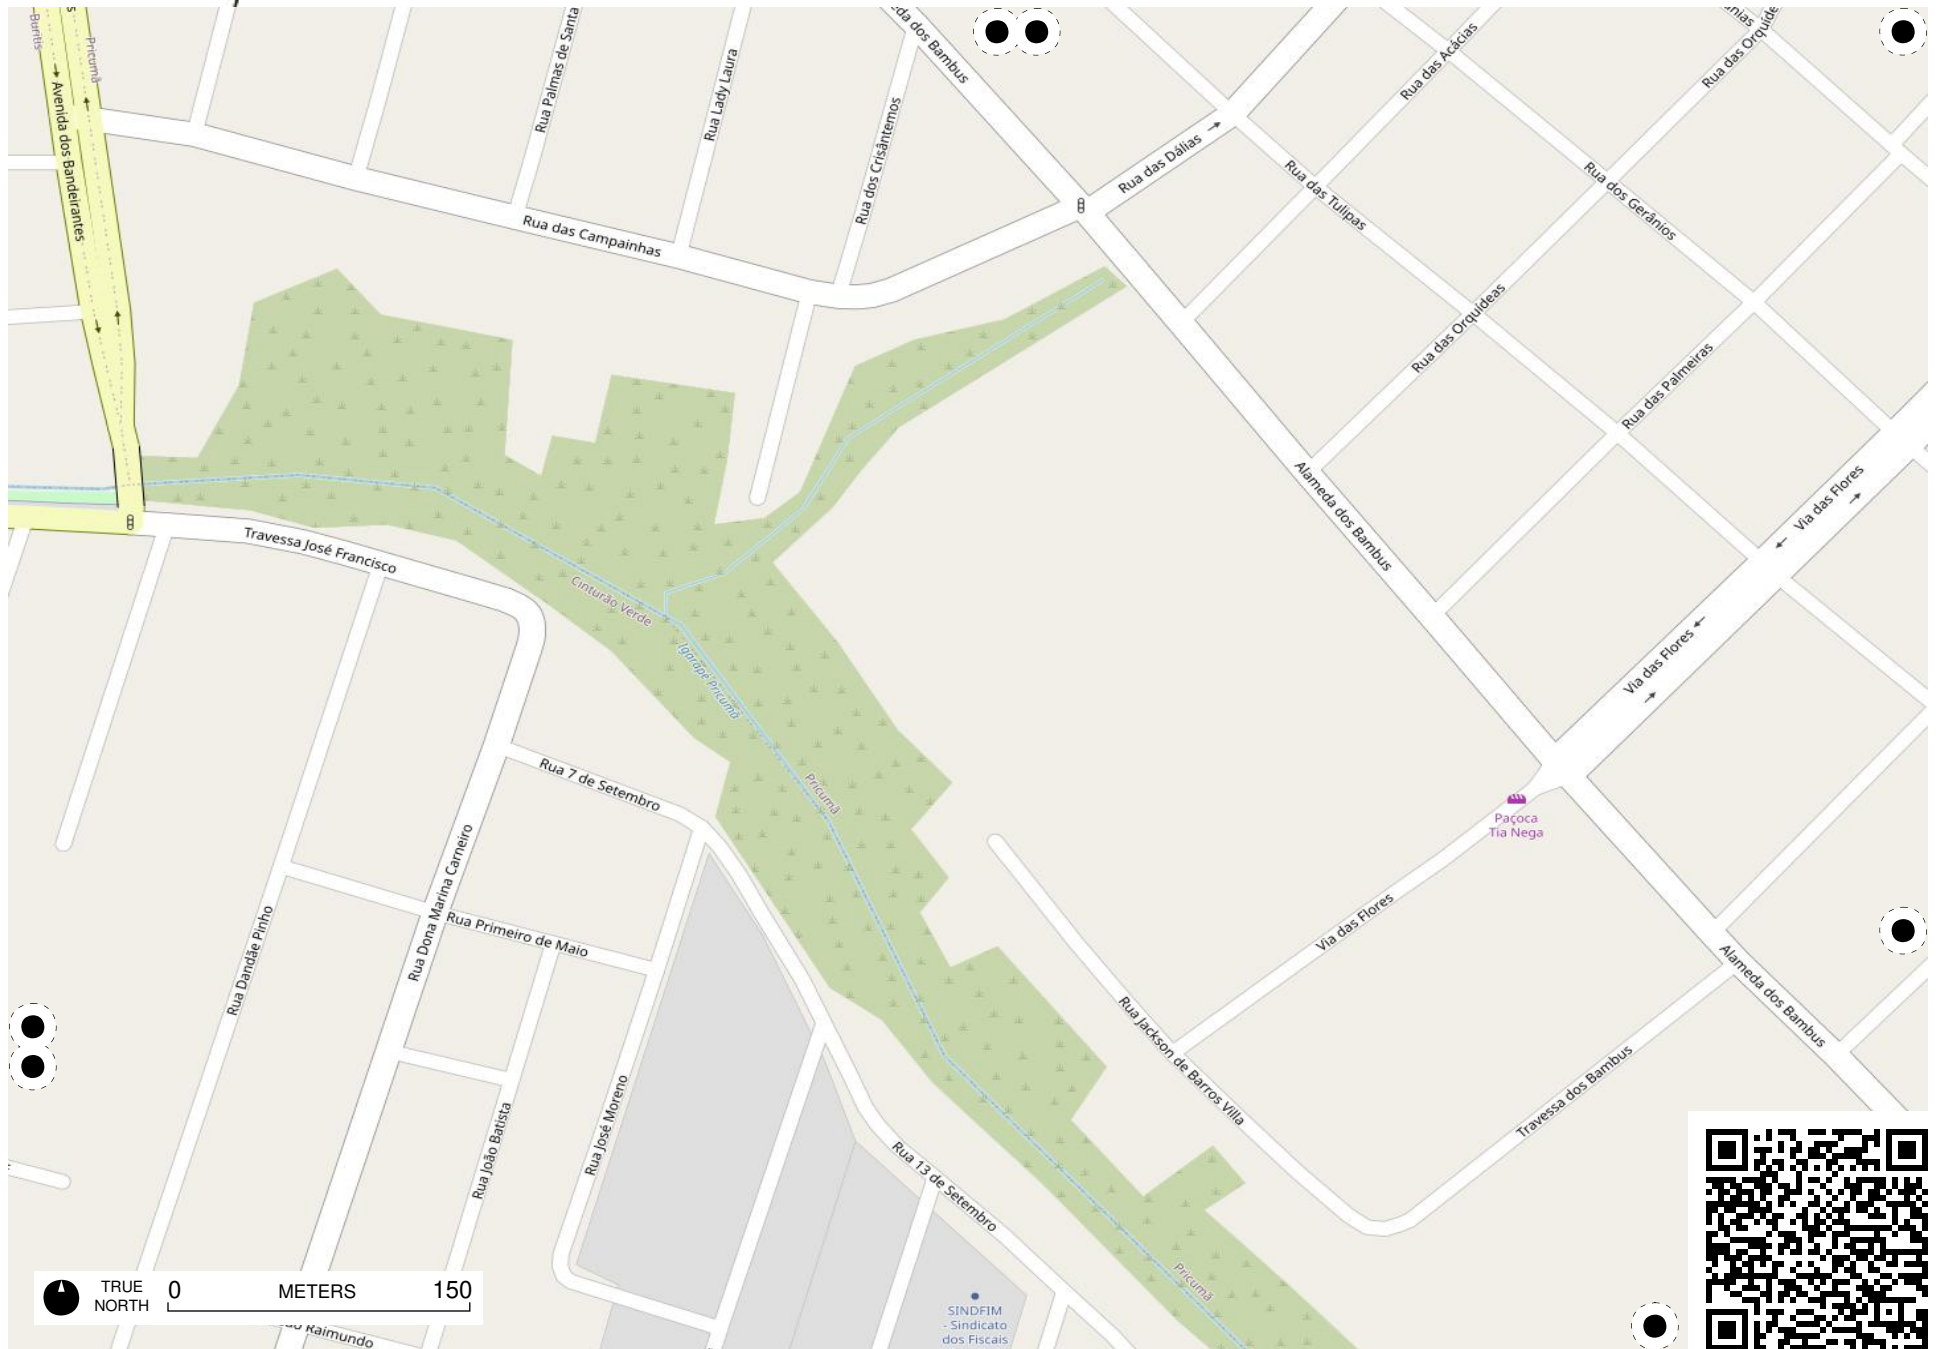 Buritis
Pricumã
Avenida dos Bandeirantes
Rua Palmas de Santa
Rua Lady Laura
Rua dos Crisântemos
eda dos Bambus
Rua das Dálias
Rua das Acácias
Rua das Orquíde
nias
Rua das Tulipas
Rua dos Gerânios
Rua das Campainhas
Rua das Orquídeas
Rua das Palmeiras
Alameda dos Bambus
Via das Flores
Travessa José Francisco
Cinturão Verde
Igarapé Pricumã
Via das Flores
Rua 7 de Setembro
Pricumã
Paçoca
Tia Nega
Rua Dona Marina Carneiro
Rua Dandãe Pinho
Rua Primeiro de Maio
Via das Flores
Alameda dos Bambus
Rua Jackson de Barros Villa
Travessa dos Bambus
Rua José Moreno
Rua João Batista
Rua 13 de Setembro
Pricumã
TRUE
NORTH
0 METERS 150
ão Raimundo
SINDFIM
- Sindicato
dos Fiscais